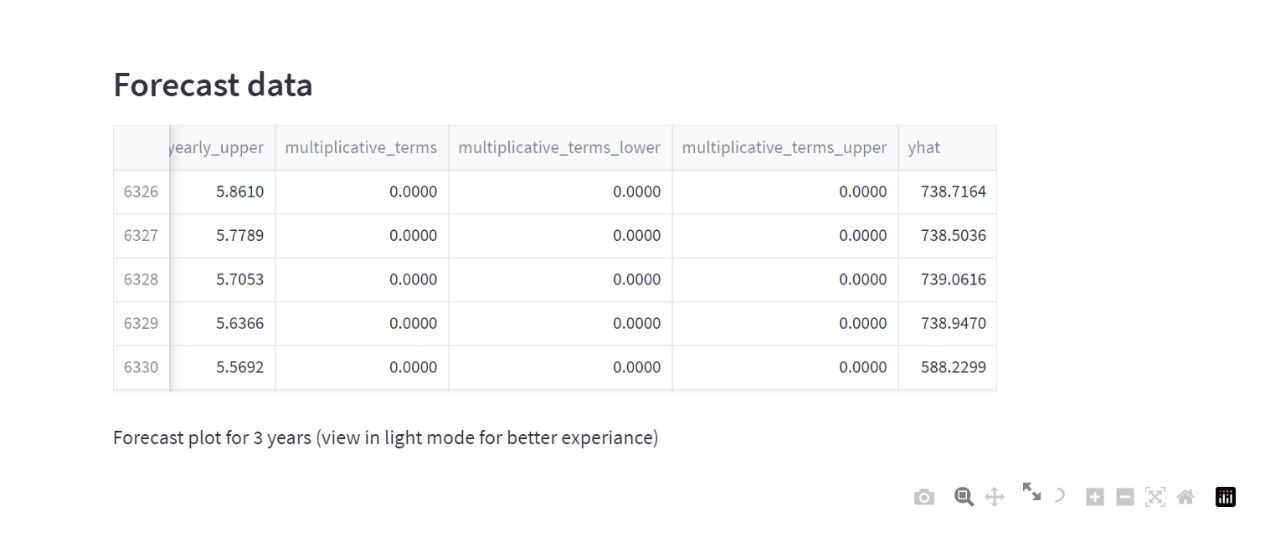 Forecast data
yearly_upper multiplicative_terms multiplicative_terms_lower multiplicative_terms_upper yhat
6326 5.8610 0.0000 0.0000 0.0000 738.7164
6327 5.7789 0.0000 0.0000 0.0000 738.5036
6328 5.7053 0.0000 0.0000 0.0000 739.0616
6329 5.6366 0.0000 0.0000 0.0000 738.9470
6330 5.5692 0.0000 0.0000 0.0000 588.2299
Forecast plot for 3 years (view in light mode for better experiance)